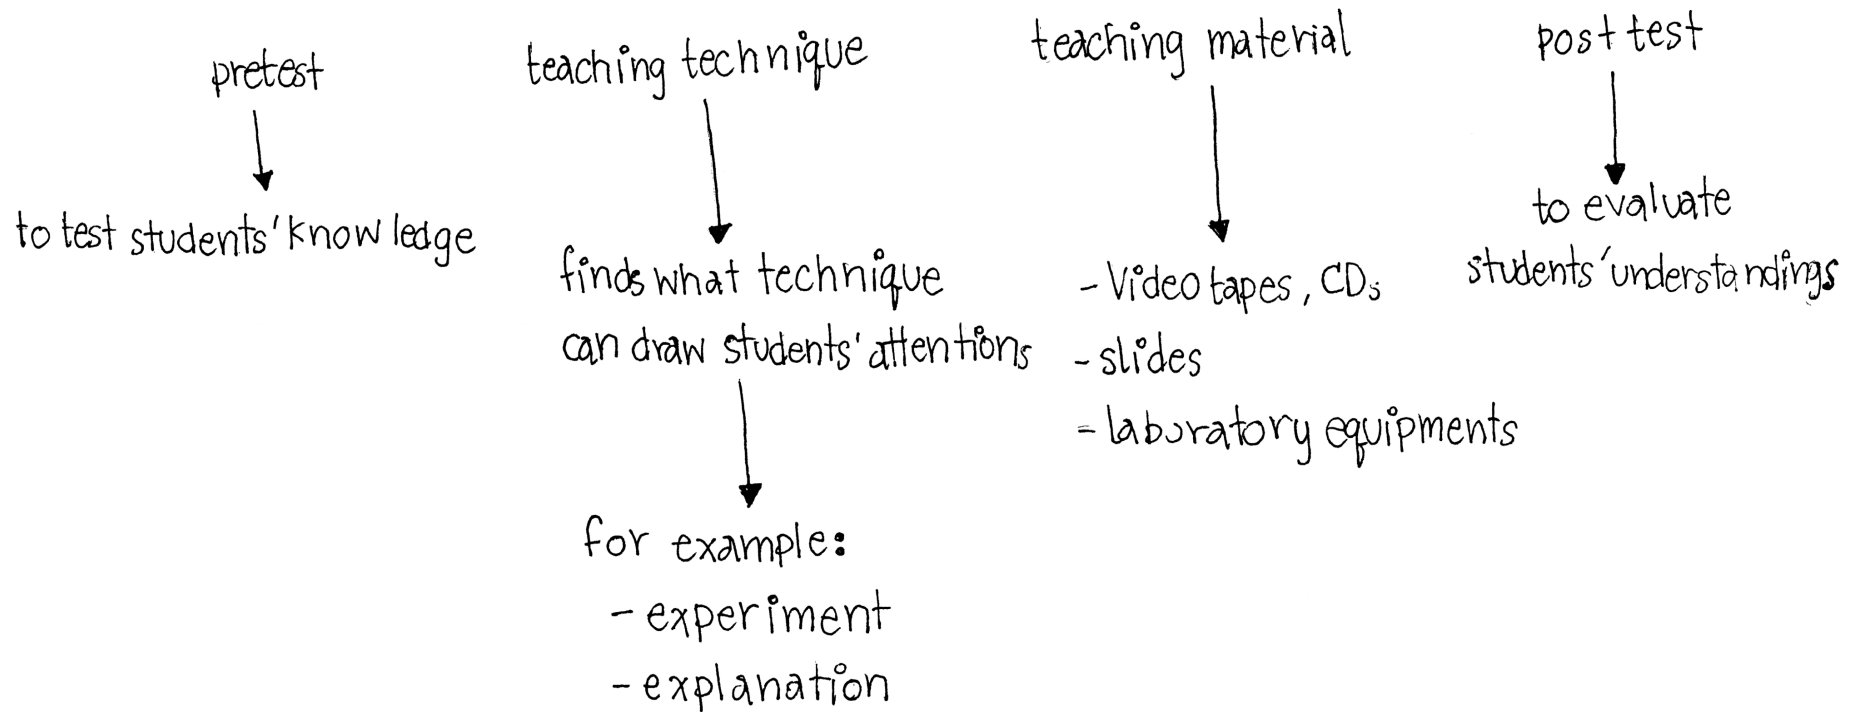 pretest
to test students' knowledge
teaching technique
finds what technique
can draw students' attentions
for example:
- experiment
- explanation
teaching material
- Video tapes, CDs
- slides
- laboratory equipments
post test
to evaluate
students' understandings